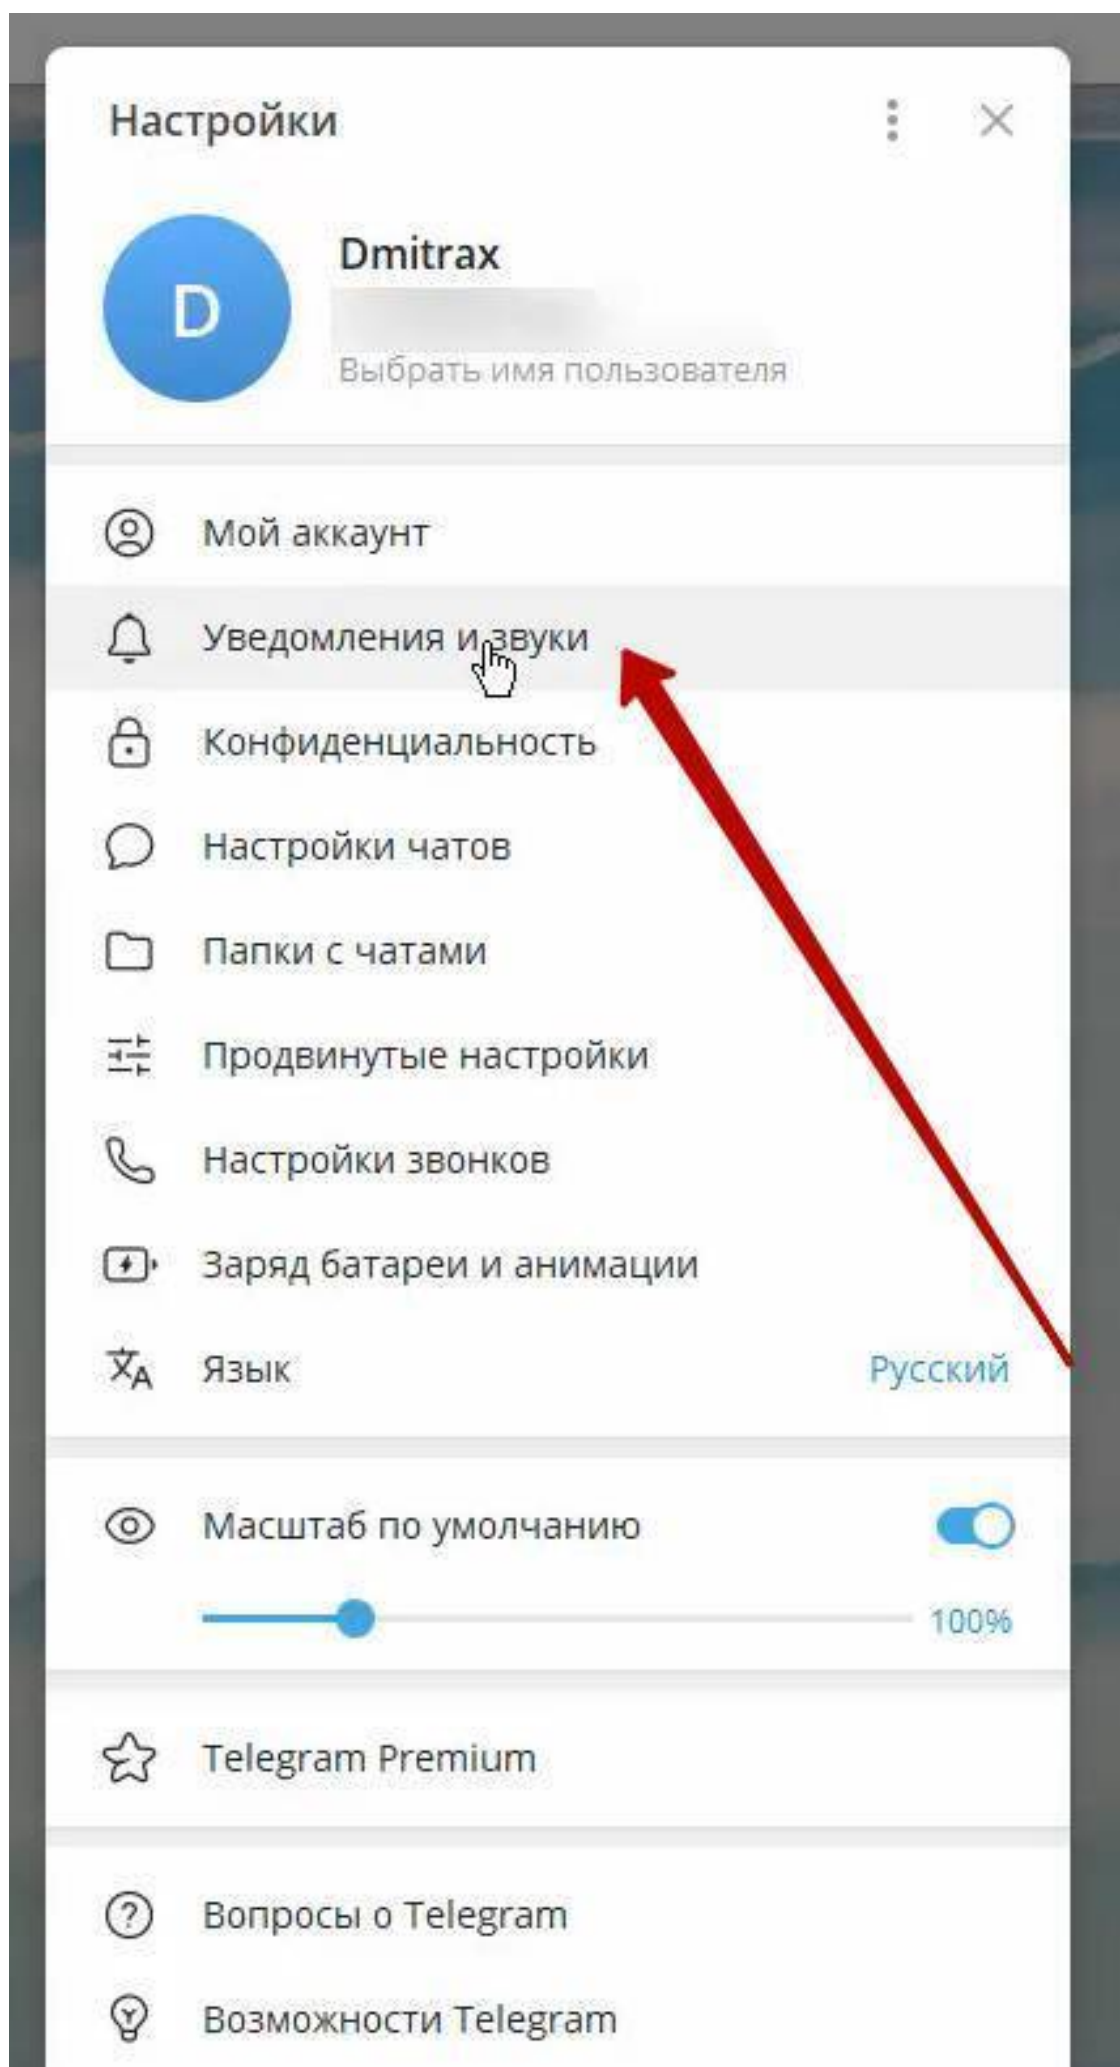 Настройки
D
Dmitrax
Выбрать имя пользователя
Мой аккаунт
Уведомления и звуки
Конфиденциальность
Настройки чатов
Папки с чатами
Продвинутые настройки
Настройки звонков
Заряд батареи и анимации
Язык Русский
Масштаб по умолчанию
100%
Telegram Premium
Вопросы о Telegram
Возможности Telegram